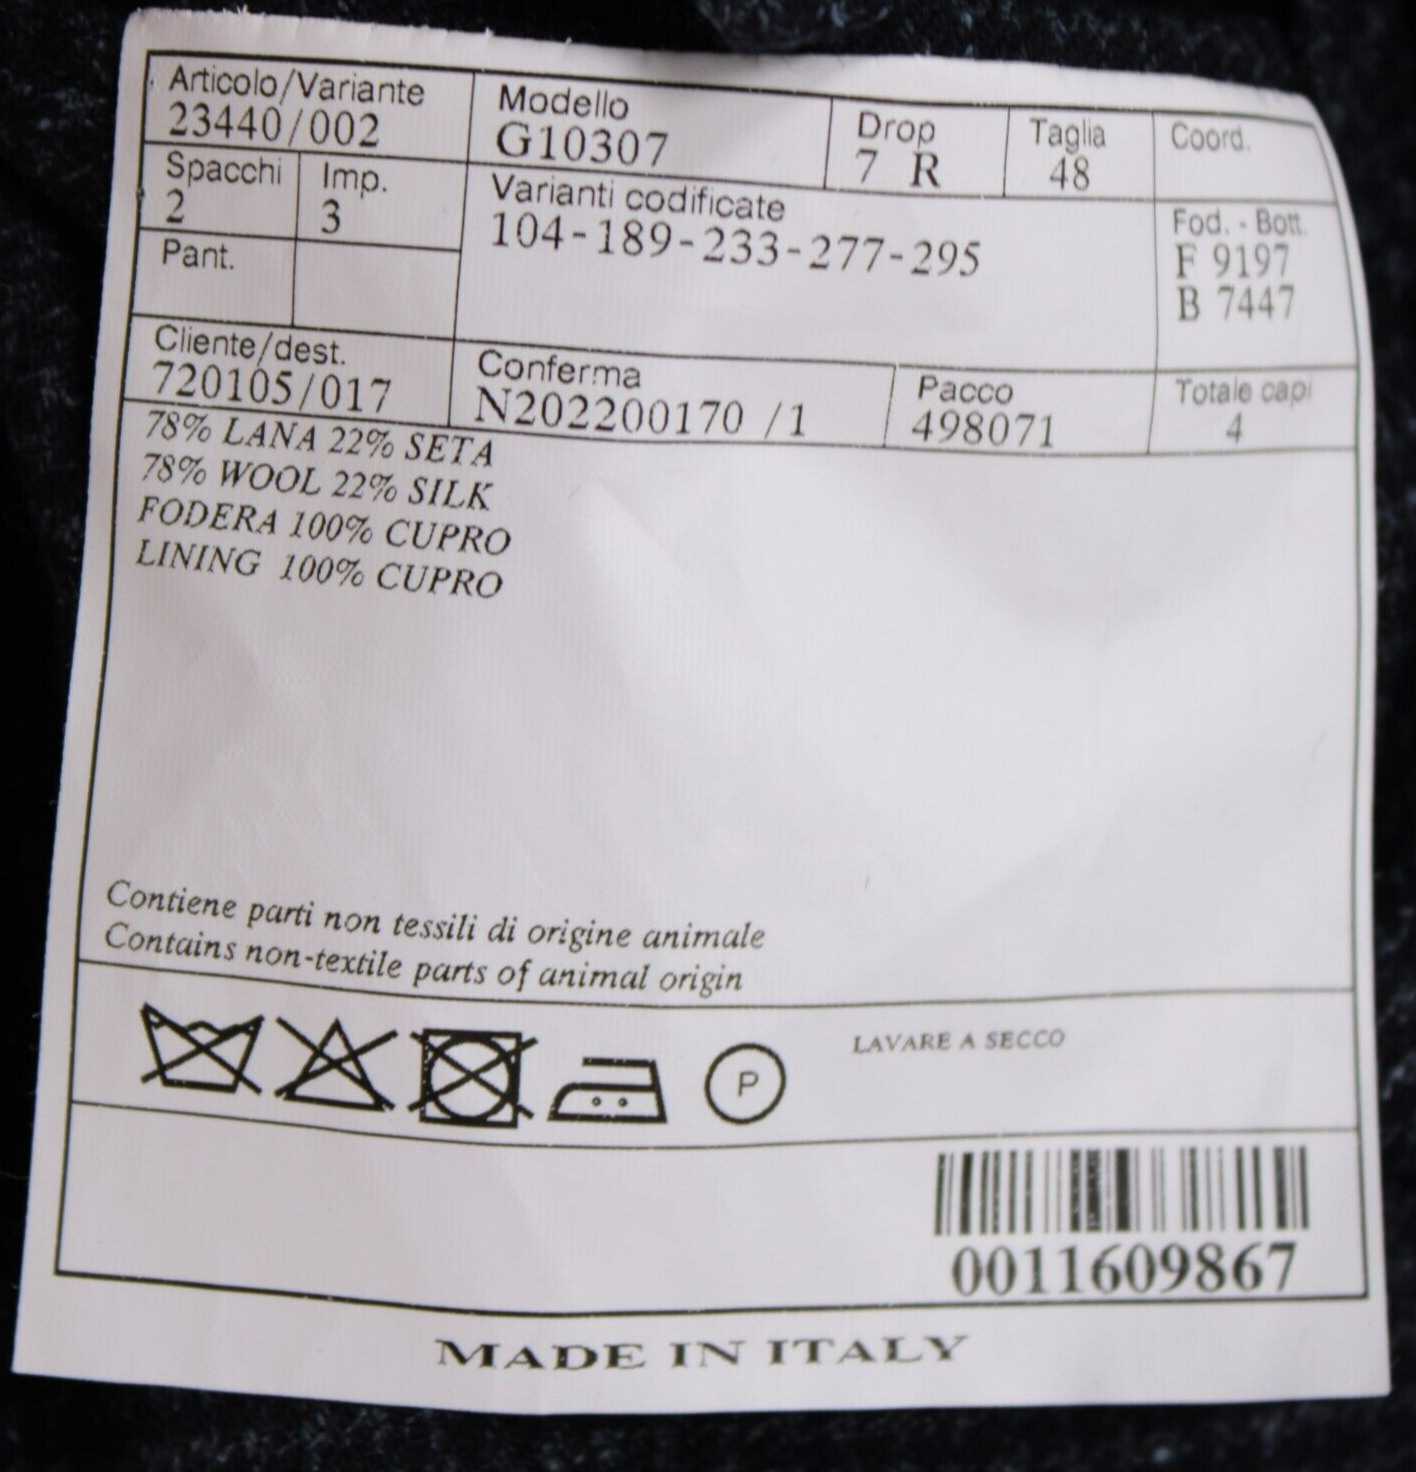 Articolo/Variante
23440/002
Modello
G10307
Drop
7 R
Taglia
48
Coord.
Spacchi
2
Imp.
3
Varianti codificate
104-189-233-277-295
Fod. - Bott.
F 9197
B 7447
Pant.
Cliente/dest.
720105/017
Conferma
N202200170 /1
Pacco
498071
Totale capi
4
78% LANA 22% SETA
78% WOOL 22% SILK
FODERA 100% CUPRO
LINING 100% CUPRO
Contiene parti non tessili di origine animale
Contains non-textile parts of animal origin
P
LAVARE A SECCO
0011609867
MADE IN ITALY